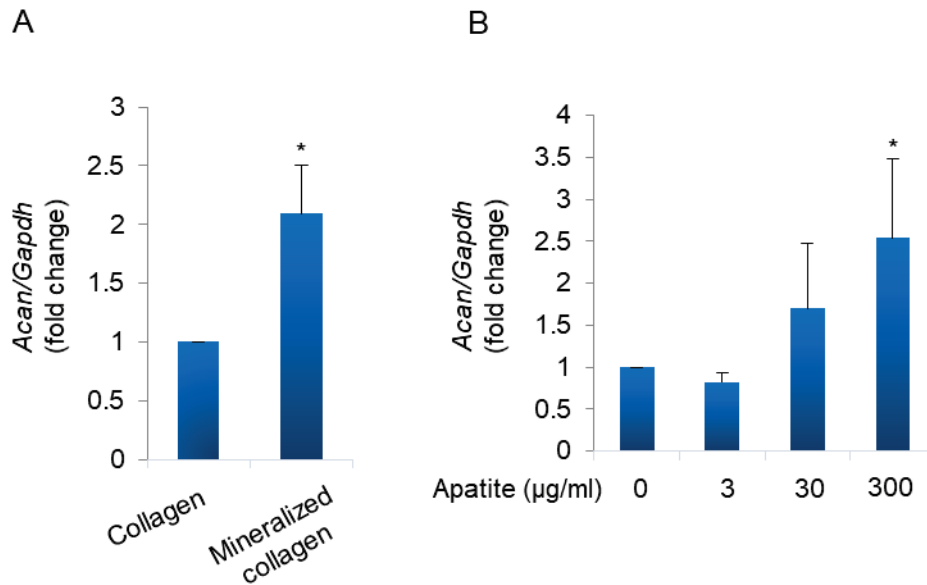 A
Acan/Gapdh
(fold change)
3
2.5
2
1.5
1
0.5
0
*
Collagen
Mineralized
collagen
B
Acan/Gapdh
(fold change)
4
3.5
3
2.5
2
1.5
1
0.5
0
*
Apatite (µg/ml) 0 3 30 300